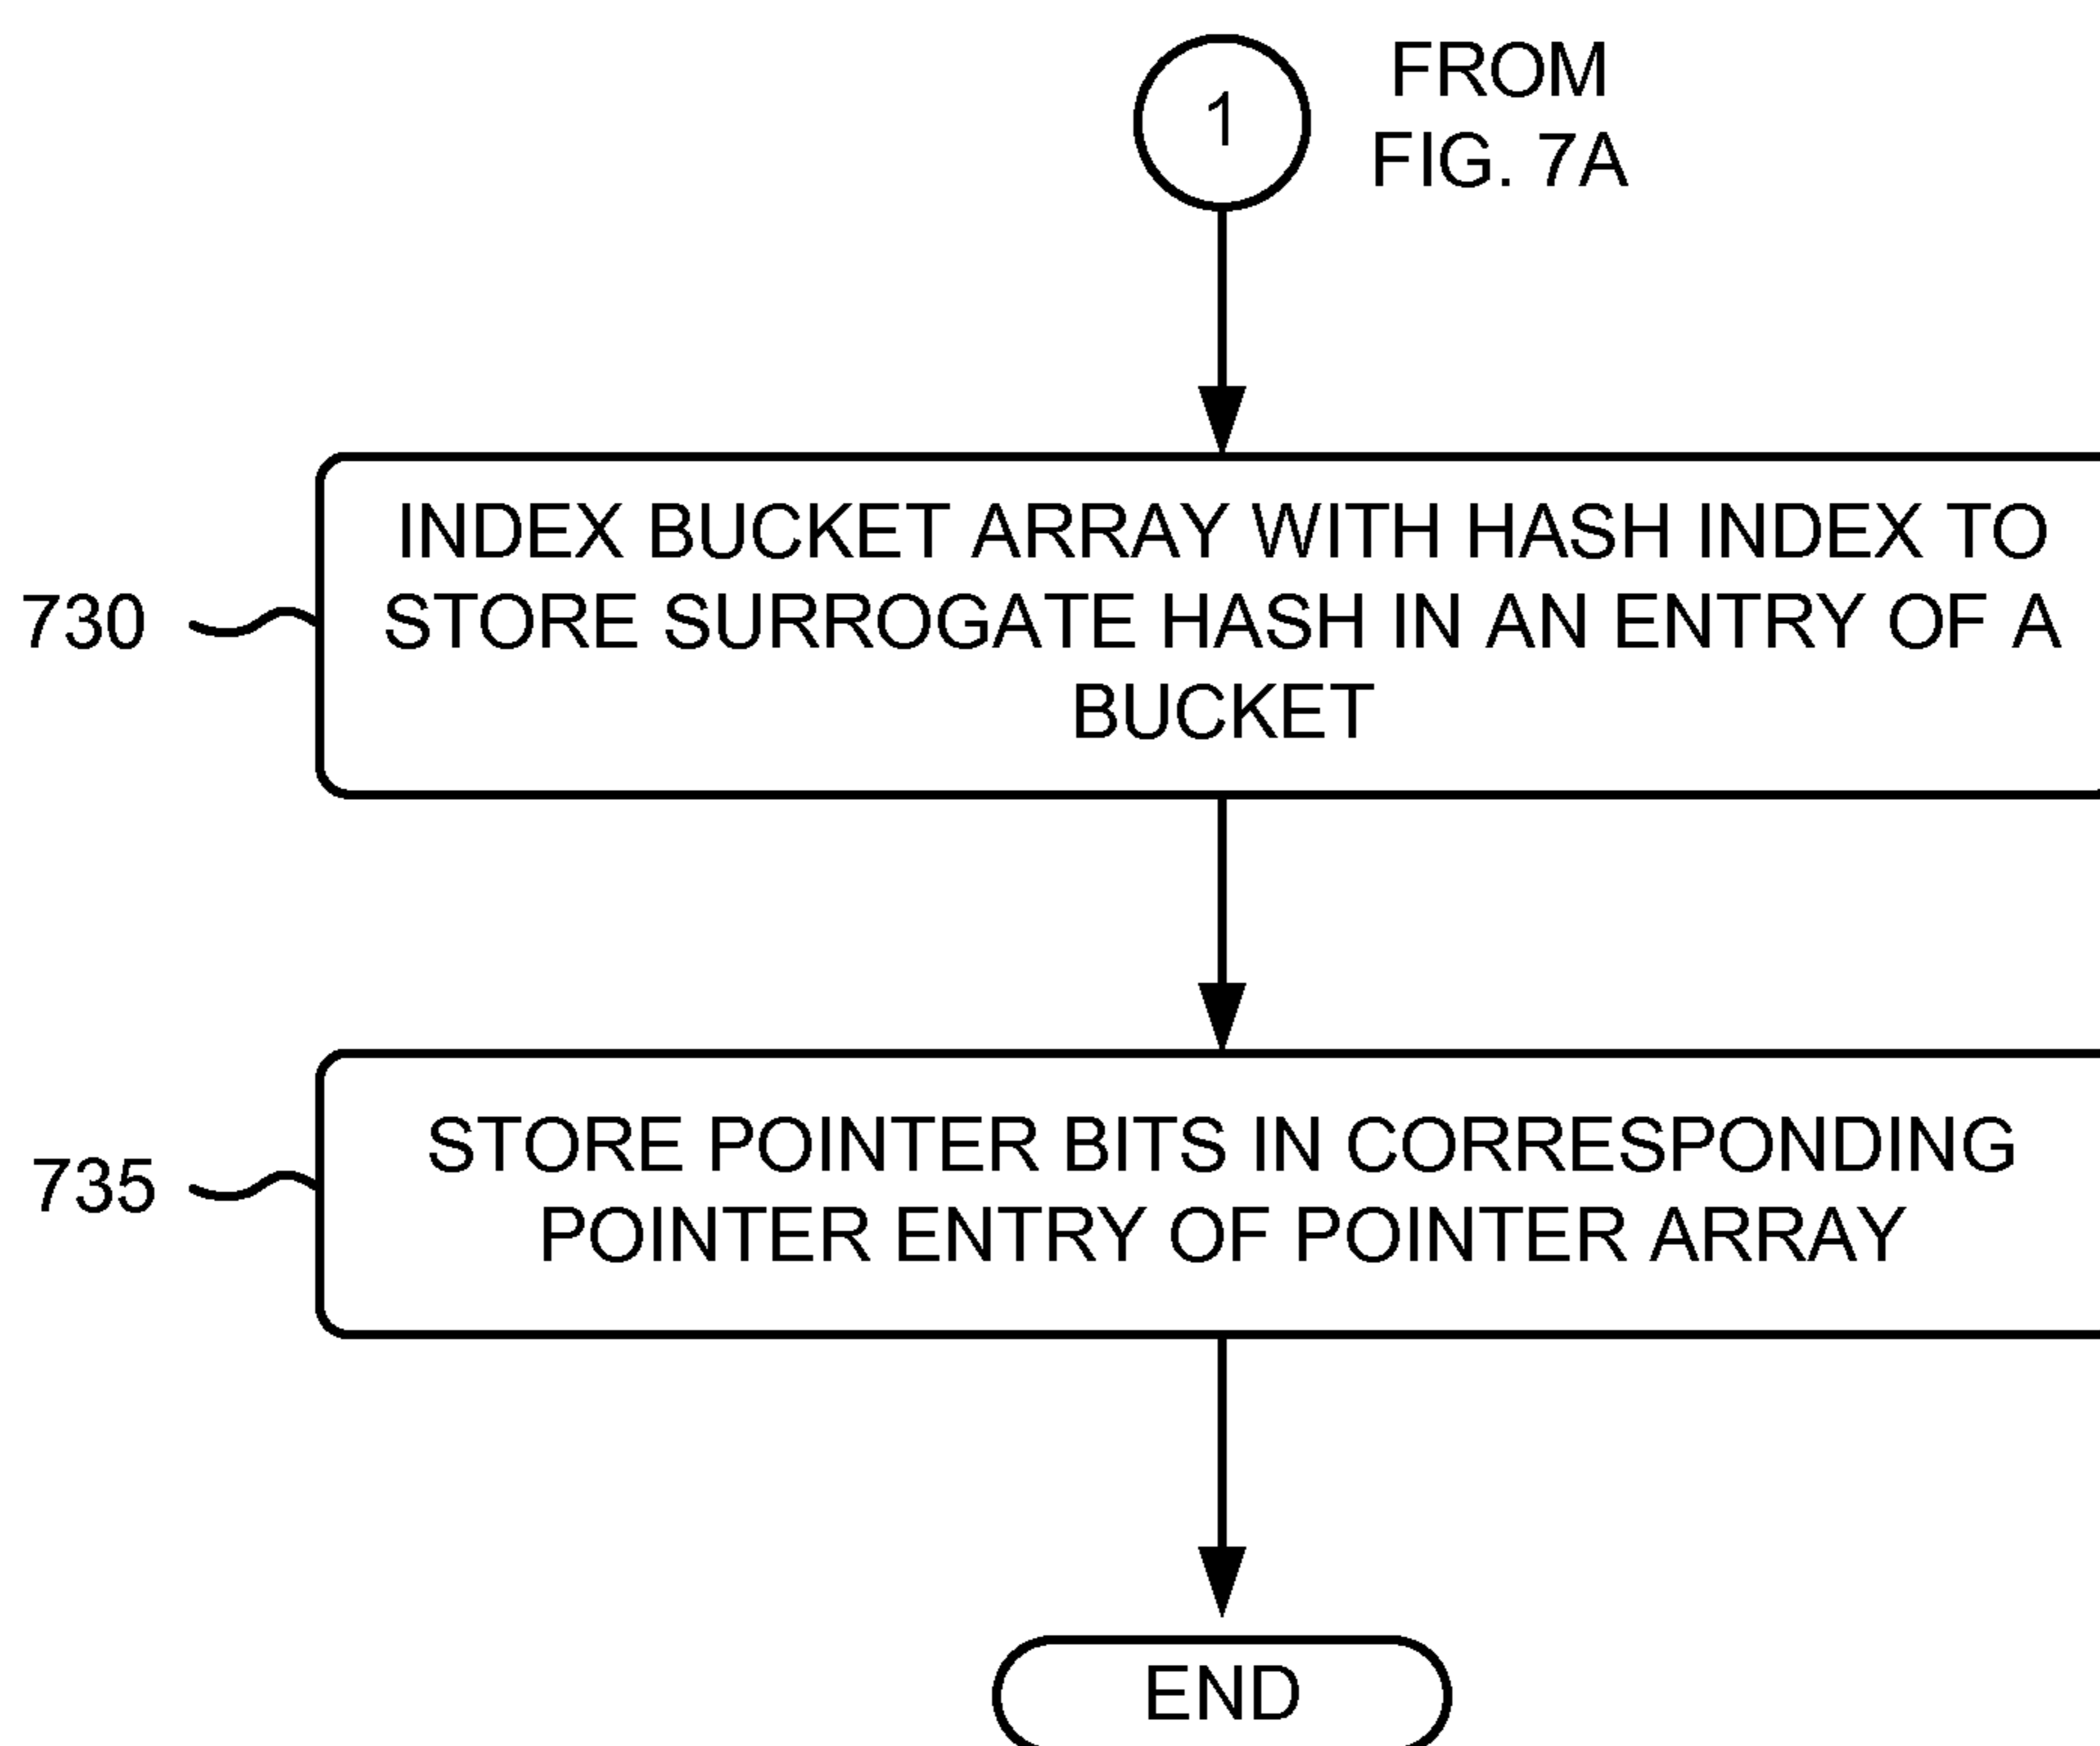 1
FROM
FIG. 7A
INDEX BUCKET ARRAY WITH HASH INDEX TO
730
STORE SURROGATE HASH IN AN ENTRY OF A
BUCKET
STORE POINTER BITS IN CORRESPONDING
735
POINTER ENTRY OF POINTER ARRAY
END